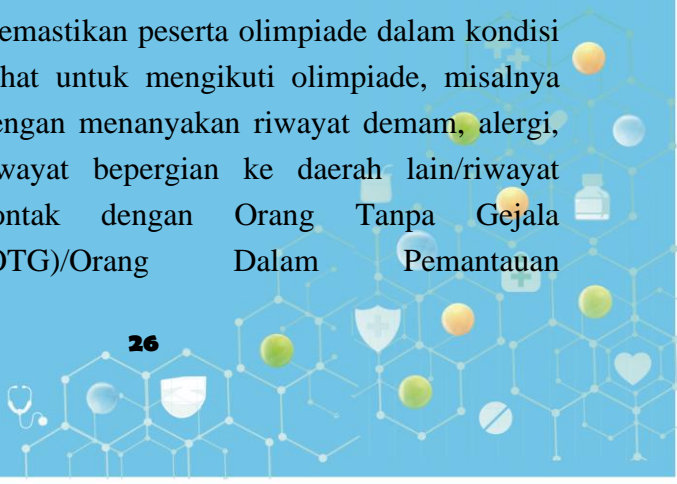 emastikan peserta olimpiade dalam kondisi
hat untuk mengikuti olimpiade, misalnya
engan menanyakan riwayat demam, alergi,
wayat bepergian ke daerah lain/riwayat
ontak dengan Orang Tanpa Gejala
OTG)/Orang Dalam Pemantauan
26